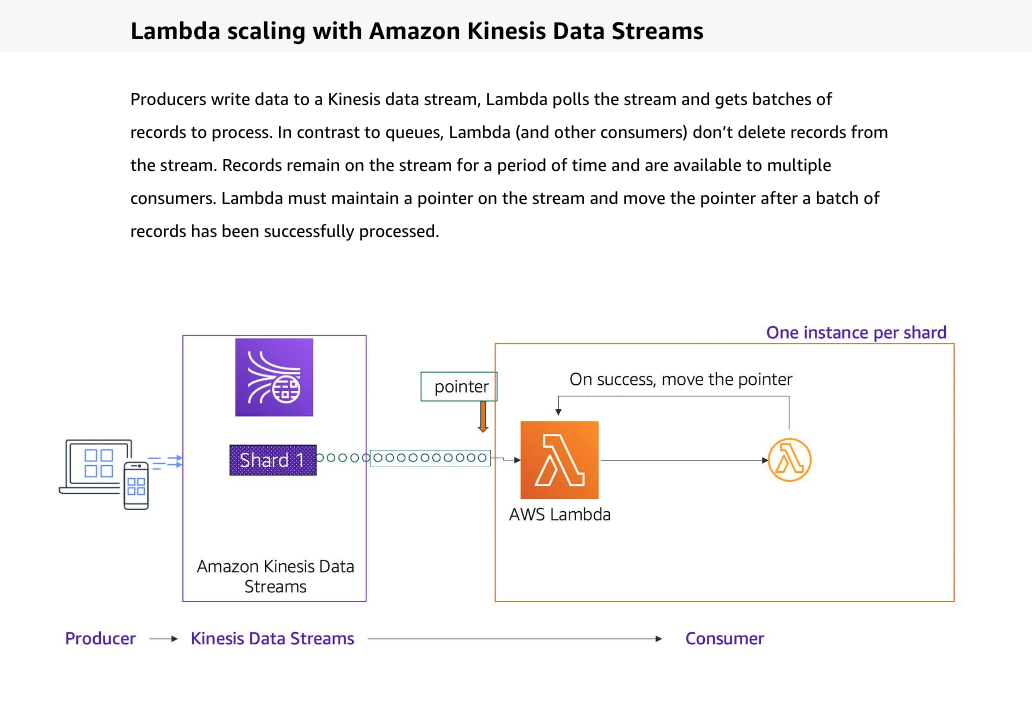 Lambda scaling with Amazon Kinesis Data Streams
Producers write data to a Kinesis data stream, Lambda polls the stream and gets batches of
records to process. In contrast to queues, Lambda (and other consumers) don’t delete records from
the stream. Records remain on the stream for a period of time and are available to multiple
consumers. Lambda must maintain a pointer on the stream and move the pointer after a batch of
records has been successfully processed.
One instance per shard
pointer
On success, move the pointer
Shard 1
AWS Lambda
Amazon Kinesis Data
Streams
Producer
Kinesis Data Streams
Consumer